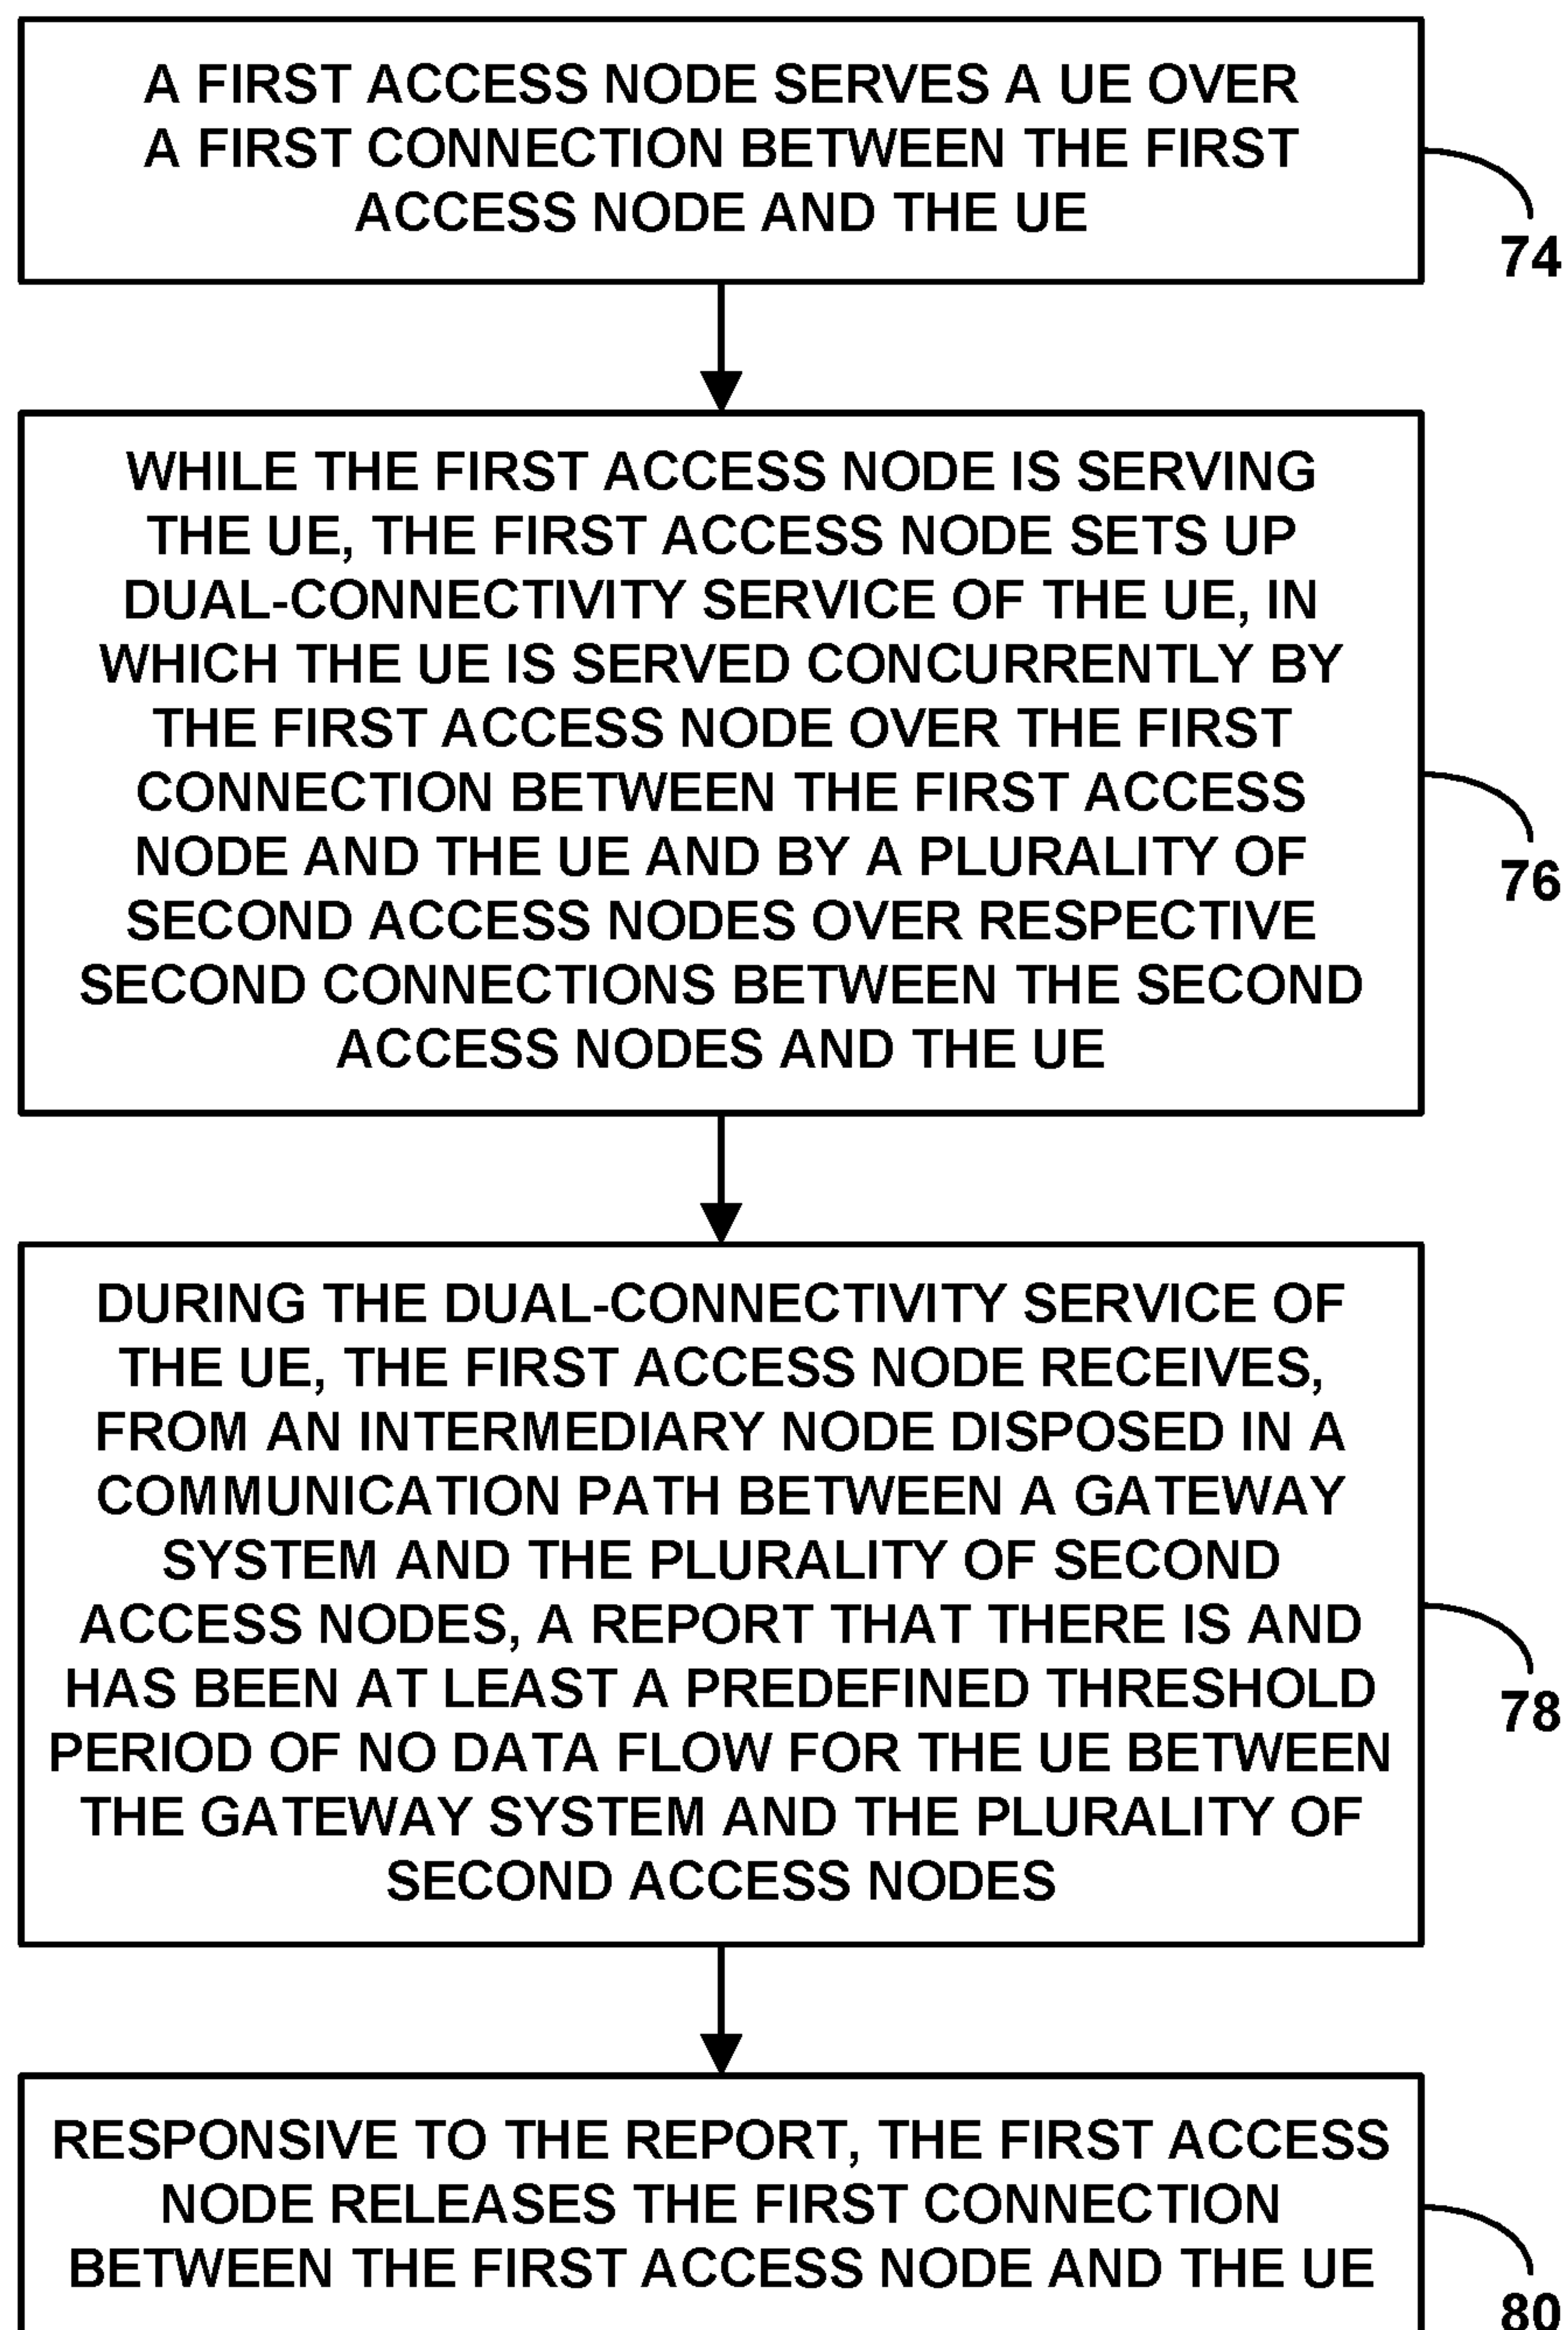 A FIRST ACCESS NODE SERVES A UE OVER
A FIRST CONNECTION BETWEEN THE FIRST
ACCESS NODE AND THE UE
74
WHILE THE FIRST ACCESS NODE IS SERVING
THE UE, THE FIRST ACCESS NODE SETS UP
DUAL-CONNECTIVITY SERVICE OF THE UE, IN
WHICH THE UE IS SERVED CONCURRENTLY BY
THE FIRST ACCESS NODE OVER THE FIRST
CONNECTION BETWEEN THE FIRST ACCESS
NODE AND THE UE AND BY A PLURALITY OF
SECOND ACCESS NODES OVER RESPECTIVE
SECOND CONNECTIONS BETWEEN THE SECOND
ACCESS NODES AND THE UE
76
DURING THE DUAL-CONNECTIVITY SERVICE OF
THE UE, THE FIRST ACCESS NODE RECEIVES,
FROM AN INTERMEDIARY NODE DISPOSED IN A
COMMUNICATION PATH BETWEEN A GATEWAY
SYSTEM AND THE PLURALITY OF SECOND
ACCESS NODES, A REPORT THAT THERE IS AND
HAS BEEN AT LEAST A PREDEFINED THRESHOLD
PERIOD OF NO DATA FLOW FOR THE UE BETWEEN
THE GATEWAY SYSTEM AND THE PLURALITY OF
SECOND ACCESS NODES
78
RESPONSIVE TO THE REPORT, THE FIRST ACCESS
NODE RELEASES THE FIRST CONNECTION
BETWEEN THE FIRST ACCESS NODE AND THE UE
80